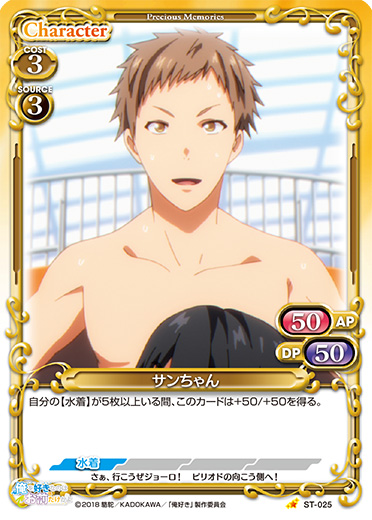 Precious Memories
Character
COST
3
SOURCE
3
50 AP
DP 50
サンちゃん
自分の【水着】が5枚以上いる間、このカードは+50/+50を得る。
水着
さぁ、行こうぜジョーロ! ピリオドの向こう側へ!
©2018 駱駝/KADOKAWA/「俺好き」製作委員会
ST-025